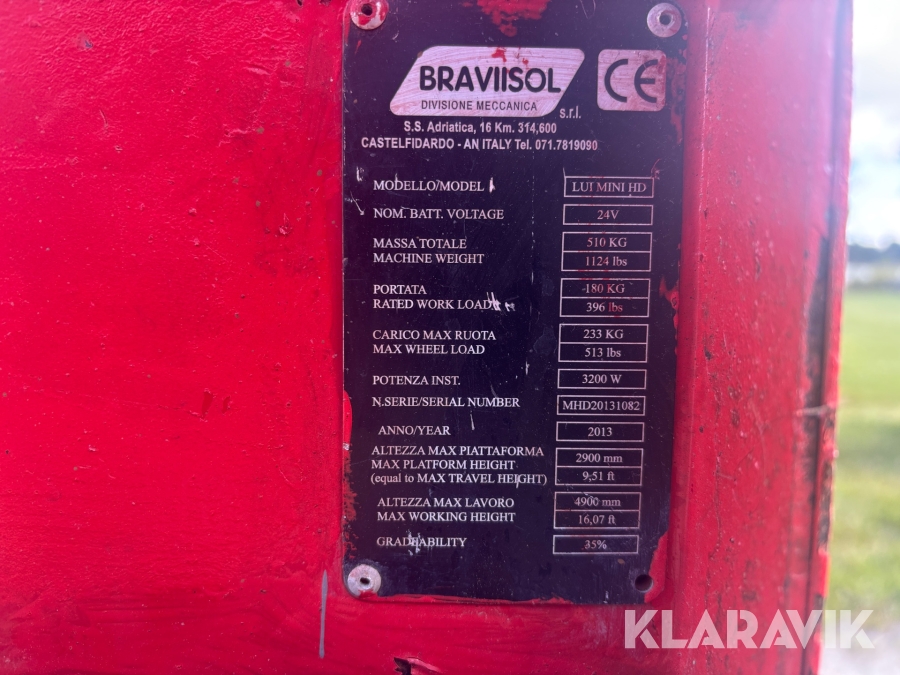 BRAVIISOL
DIVISIONE MECCANICA
s.r.l.
CE
S.S. Adriatica, 16 Km. 314,600
CASTELFIDARDO - AN ITALY Tel. 071.7819090
MODELLO/MODEL LUI MINI HD
NOM. BATT. VOLTAGE 24V
MASSA TOTALE 510 KG
MACHINE WEIGHT 1124 lbs
PORTATA 180 KG
RATED WORK LOAD 396 lbs
CARICO MAX RUOTA 233 KG
MAX WHEEL LOAD 513 lbs
POTENZA INST. 3200 W
N.SERIE/SERIAL NUMBER MHD20131082
ANNO/YEAR 2013
ALTEZZA MAX PIATTAFORMA 2900 mm
MAX PLATFORM HEIGHT
(equal to MAX TRAVEL HEIGHT) 9,51 ft
ALTEZZA MAX LAVORO 4900 mm
MAX WORKING HEIGHT 16,07 ft
GRADEABILITY 35%
KLARAVIK